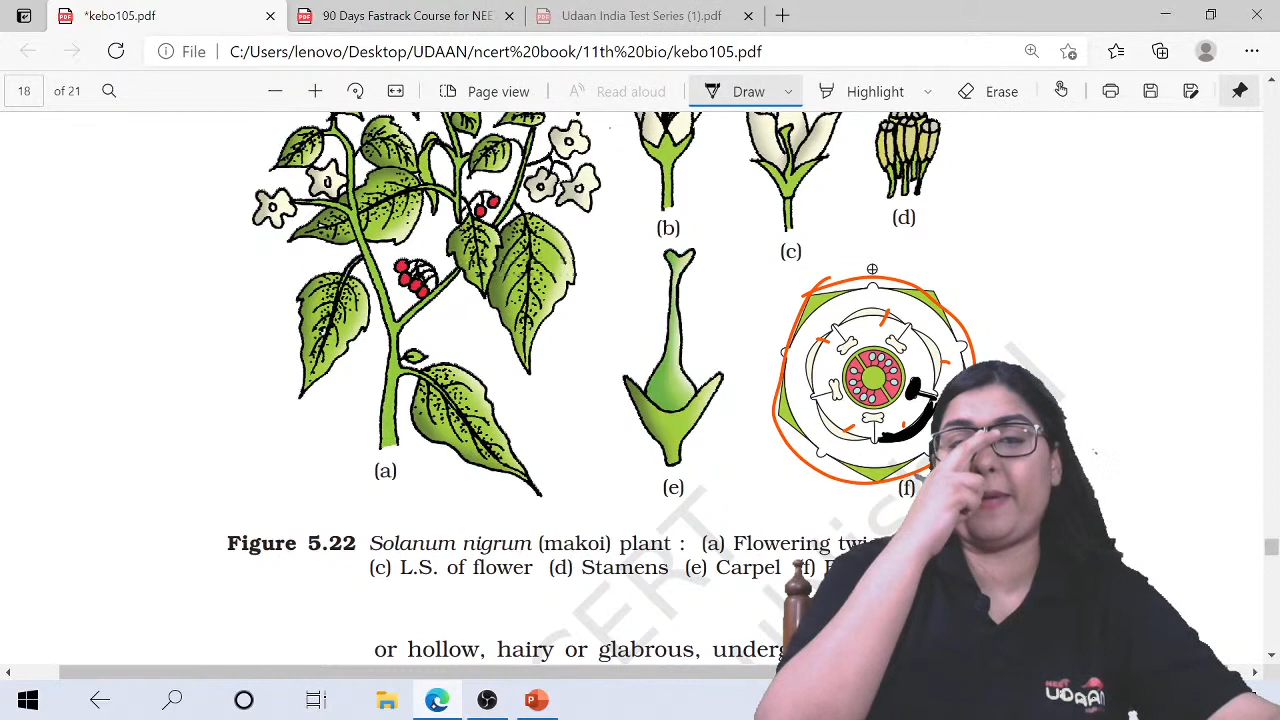 *kebo105.pdf
90 Days Fastrack Course for NEE
Udaan India Test Series (1).pdf
File C:/Users/lenovo/Desktop/UDAAN/ncert%20book/11th%20bio/kebo105.pdf
18 of 21 Page view Read aloud Draw Highlight Erase
(b)
(c)
(d)
(a)
(e)
(f)
Figure 5.22 Solanum nigrum (makoi) plant : (a) Flowering
(c) L.S. of flower (d) Stamens (e) Carpel (f)
or hollow, hairy or glabrous,
NEET
UDAAN